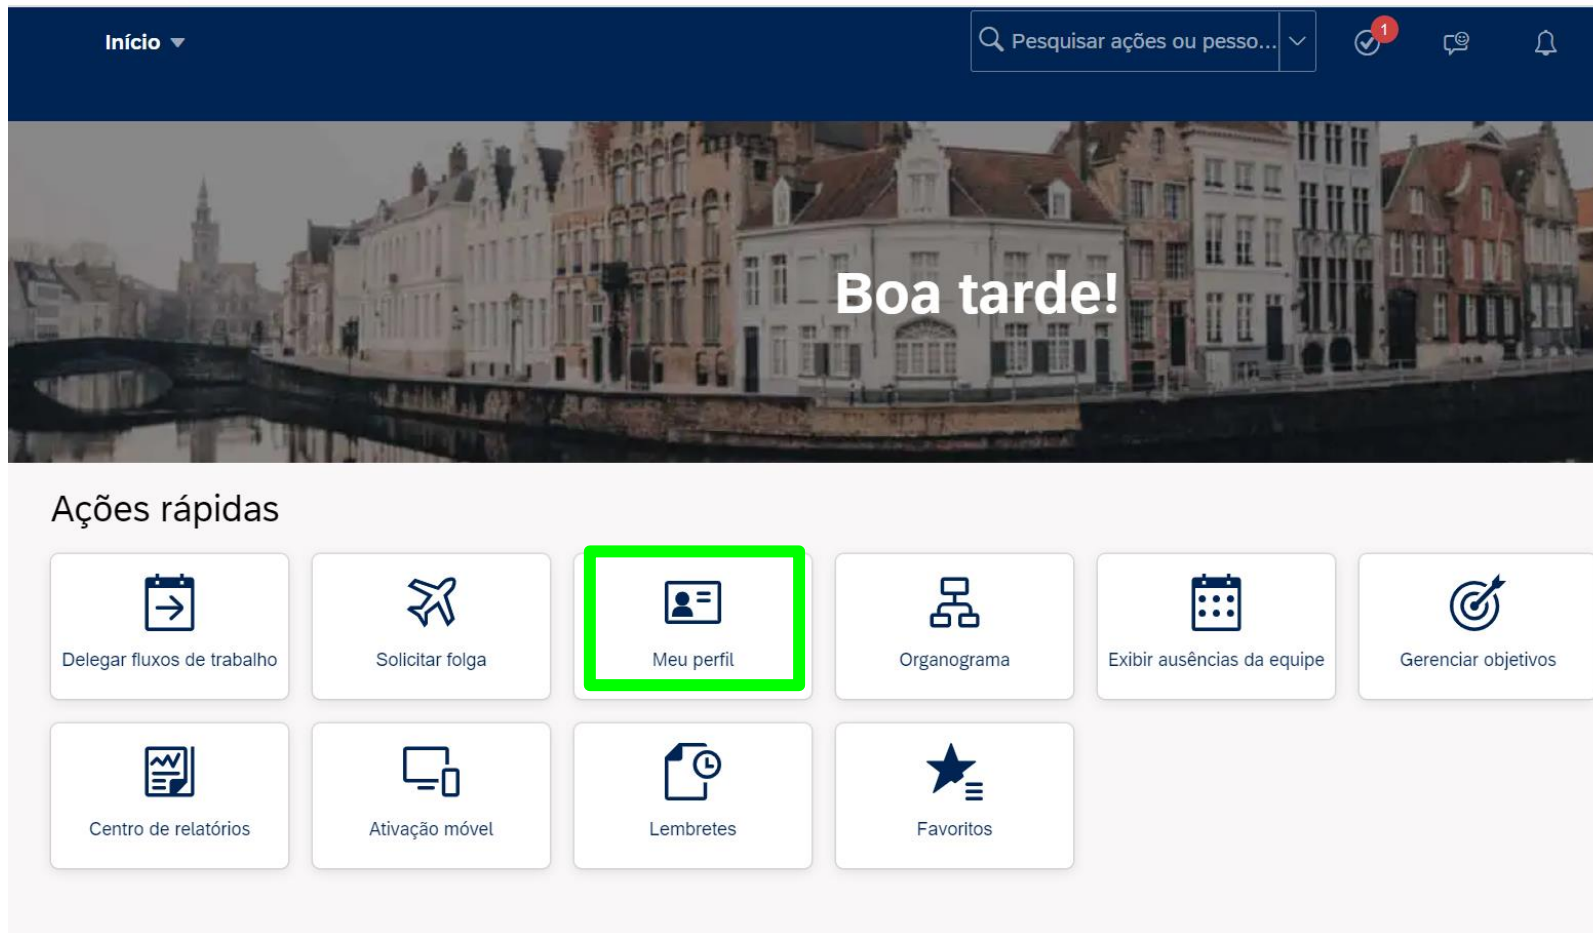 Início
Pesquisar ações ou pesso...
1
Boa tarde!
Ações rápidas
Delegar fluxos de trabalho
Solicitar folga
Meu perfil
Organograma
Exibir ausências da equipe
Gerenciar objetivos
Centro de relatórios
Ativação móvel
Lembretes
Favoritos